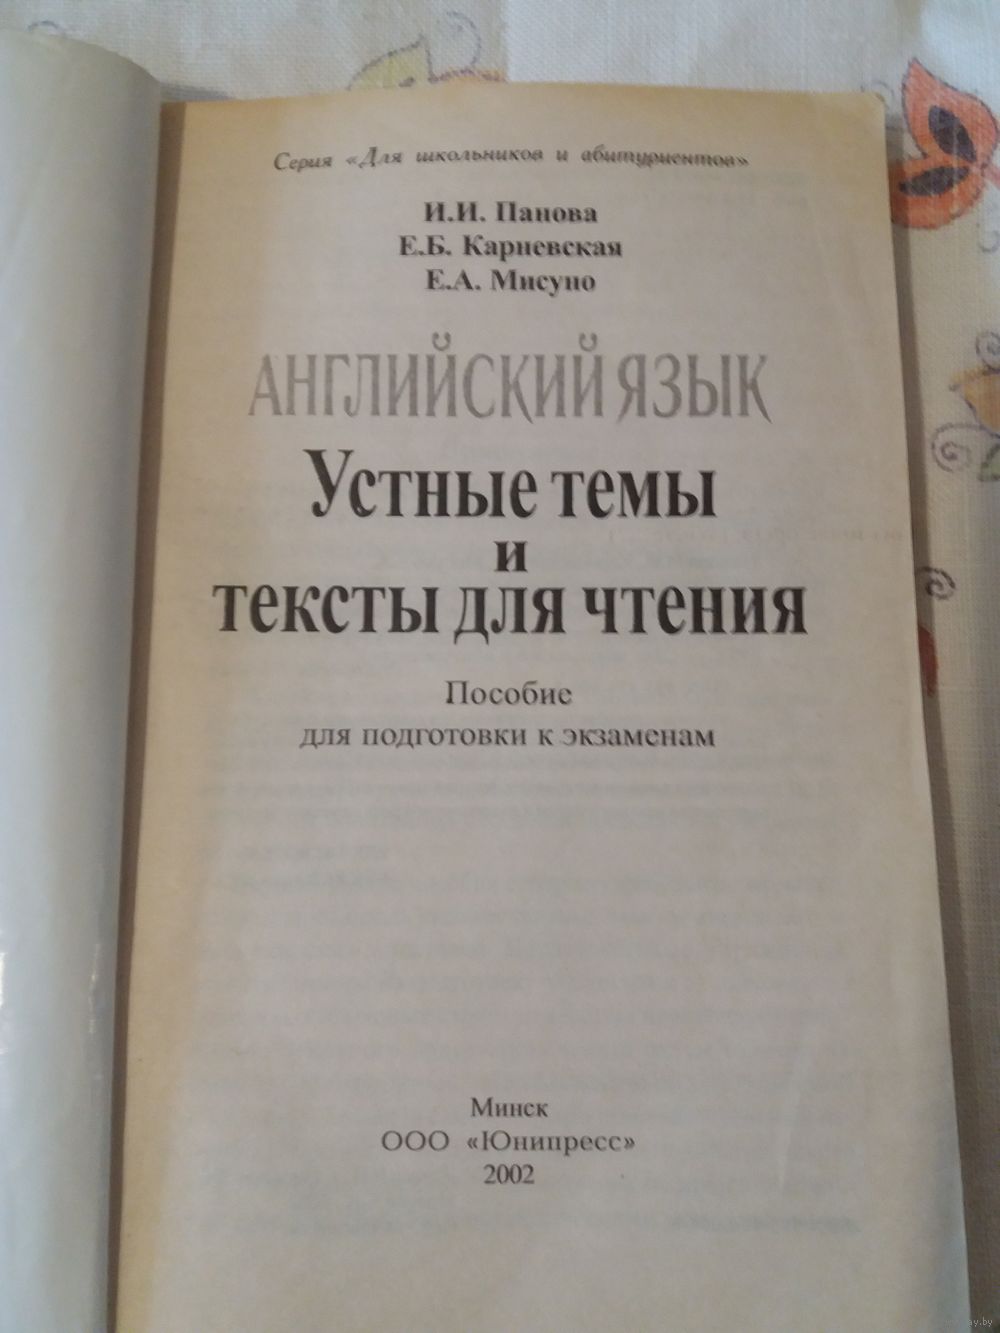 Серия «Для школьников и абитуриентов»
И.И. Панова
Е.Б. Карневская
Е.А. Мисуно
АНГЛИЙСКИЙ ЯЗЫК
Устные темы
и
тексты для чтения
Пособие
для подготовки к экзаменам
Минск
ООО «Юнипресс»
2002